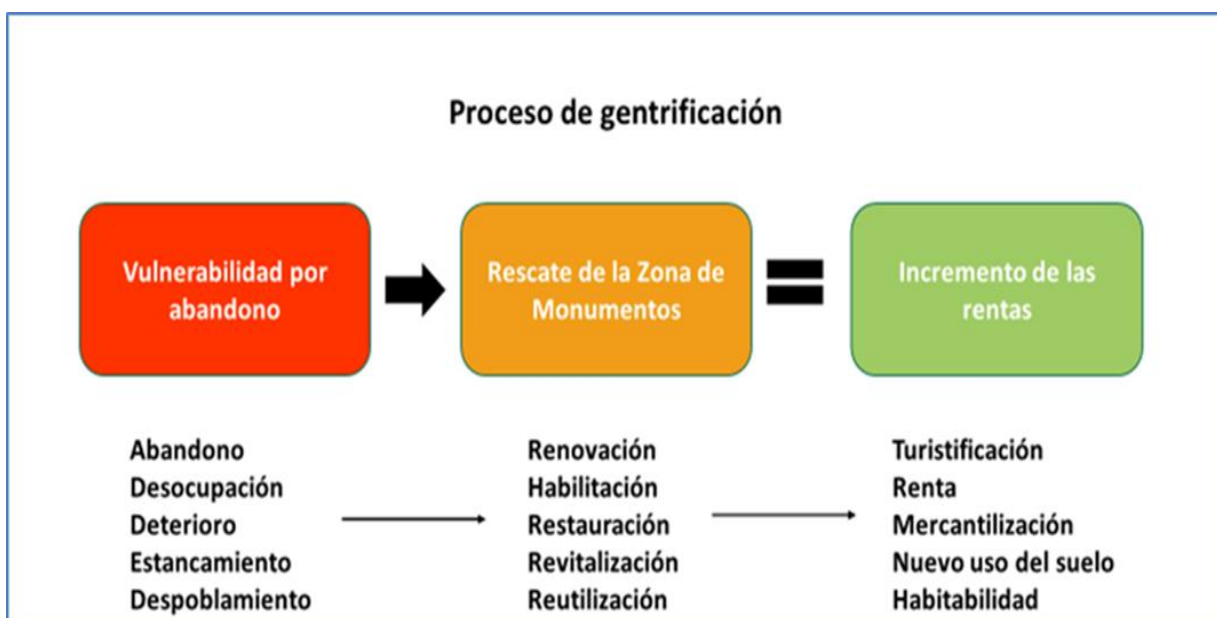 Proceso de gentrificación
Vulnerabilidad por
abandono
Rescate de la Zona de
Monumentos
Incremento de las
rentas
Abandono
Desocupación
Deterioro
Estancamiento
Despoblamiento
Renovación
Habilitación
Restauración
Revitalización
Reutilización
Turistificación
Renta
Mercantilización
Nuevo uso del suelo
Habitabilidad